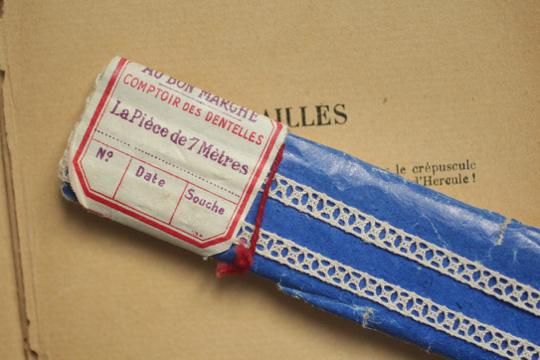 AU BON MARCHÉ
COMPTOIR DES DENTELLES
La Pièce de 7 Mètres
Nº
Date
Souche
AILLES
le crépuscule
d'Hercule!